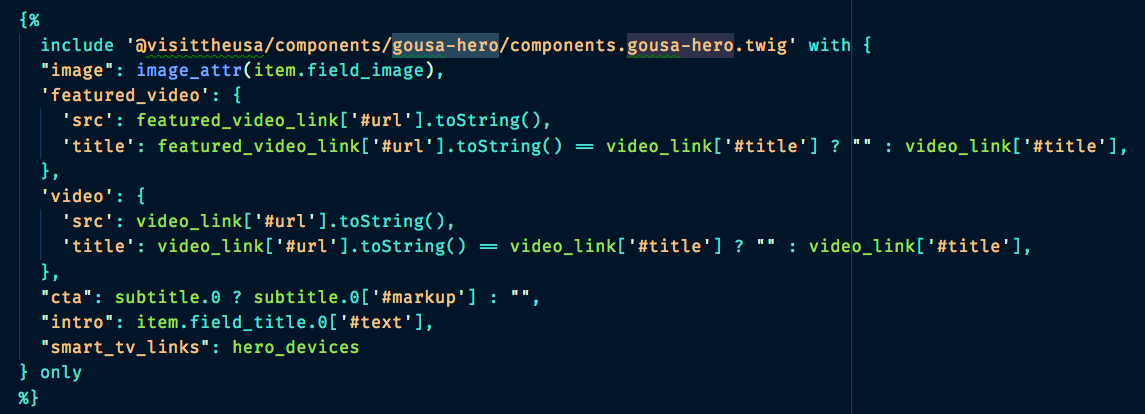 {%
include '@visittheusa/components/gousa-hero/components.gousa-hero.twig' with {
"image": image_attr(item.field_image),
'featured_video': {
'src': featured_video_link['#url'].toString(),
'title': featured_video_link['#url'].toString() == video_link['#title'] ? "" : video_link['#title'],
},
'video': {
'src': video_link['#url'].toString(),
'title': video_link['#url'].toString() == video_link['#title'] ? "" : video_link['#title'],
},
"cta": subtitle.0 ? subtitle.0['#markup'] : "",
"intro": item.field_title.0['#text'],
"smart_tv_links": hero_devices
} only
%}